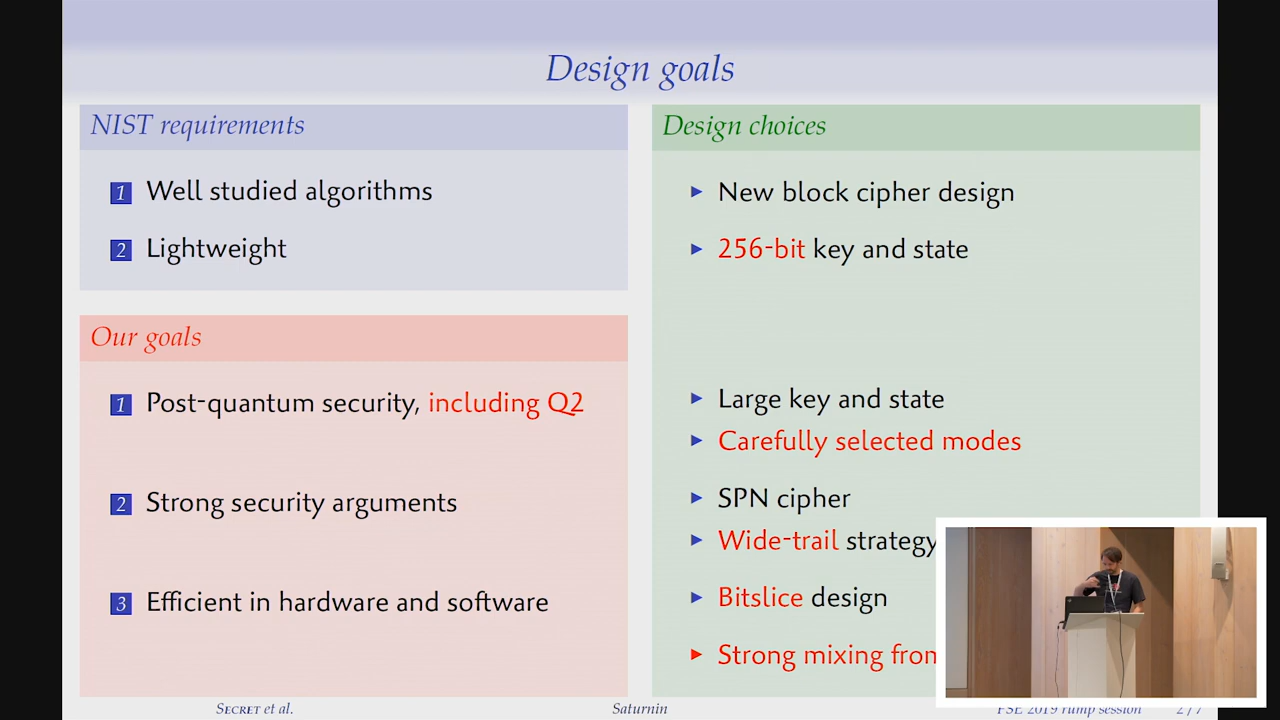 Design goals
NIST requirements
1 Well studied algorithms
2 Lightweight
Our goals
1 Post-quantum security, including Q2
2 Strong security arguments
3 Efficient in hardware and software
Design choices
▸ New block cipher design
▸ 256-bit key and state
▸ Large key and state
▸ Carefully selected modes
▸ SPN cipher
▸ Wide-trail strategy
▸ Bitslice design
▸ Strong mixing from
SECRET et al.
Saturnin
FSE 2019 rump session
2 / 7